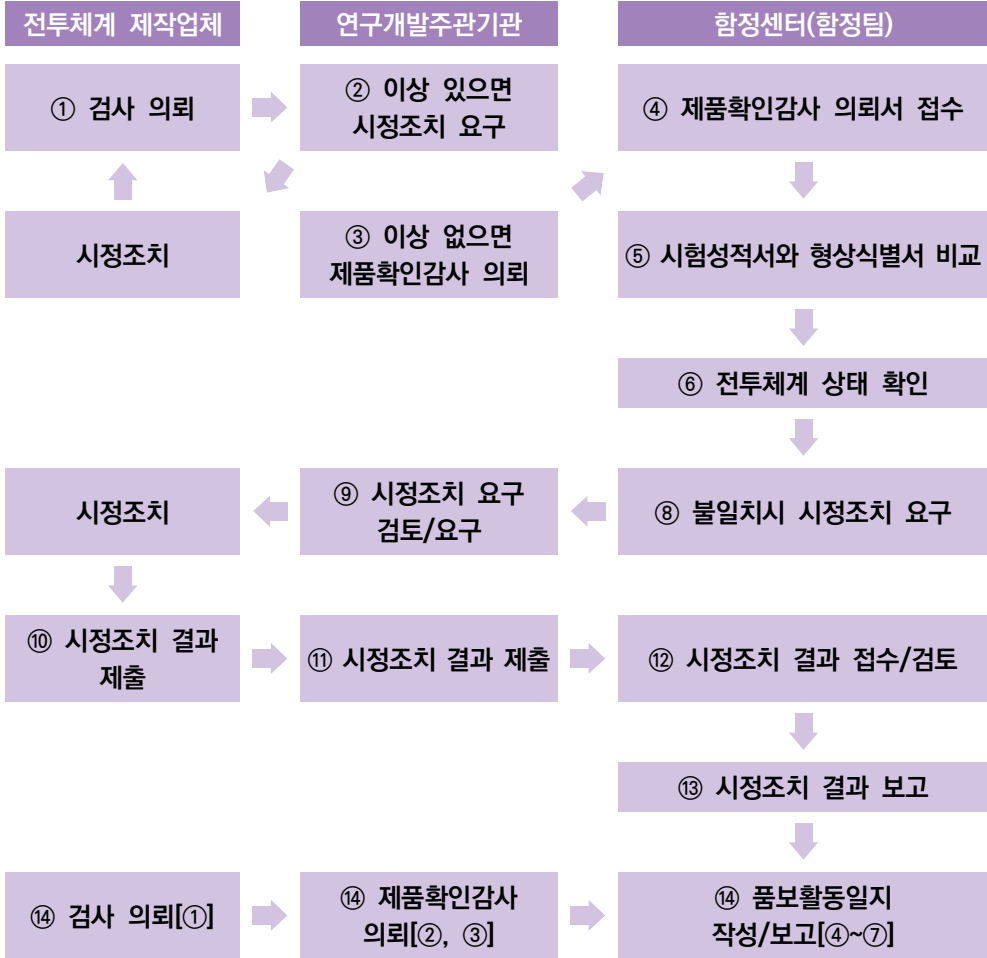 전투체계 제작업체
연구개발주관기관
함정센터(함정팀)
① 검사 의뢰
② 이상 있으면
시정조치 요구
④ 제품확인감사 의뢰서 접수
시정조치
③ 이상 없으면
제품확인감사 의뢰
⑤ 시험성적서와 형상식별서 비교
⑥ 전투체계 상태 확인
시정조치
⑨ 시정조치 요구
검토/요구
⑧ 불일치시 시정조치 요구
⑩ 시정조치 결과
제출
⑪ 시정조치 결과 제출
⑫ 시정조치 결과 접수/검토
⑬ 시정조치 결과 보고
⑭ 검사 의뢰[①]
⑭ 제품확인감사
의뢰[②, ③]
⑭ 품보활동일지
작성/보고[④~⑦]